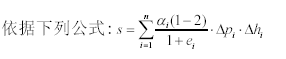 依据下列公式：$s = \sum_{i=1}^{n} \frac{\alpha_i(1-2)}{1+e_i} \cdot \Delta p_i \cdot \Delta h_i$